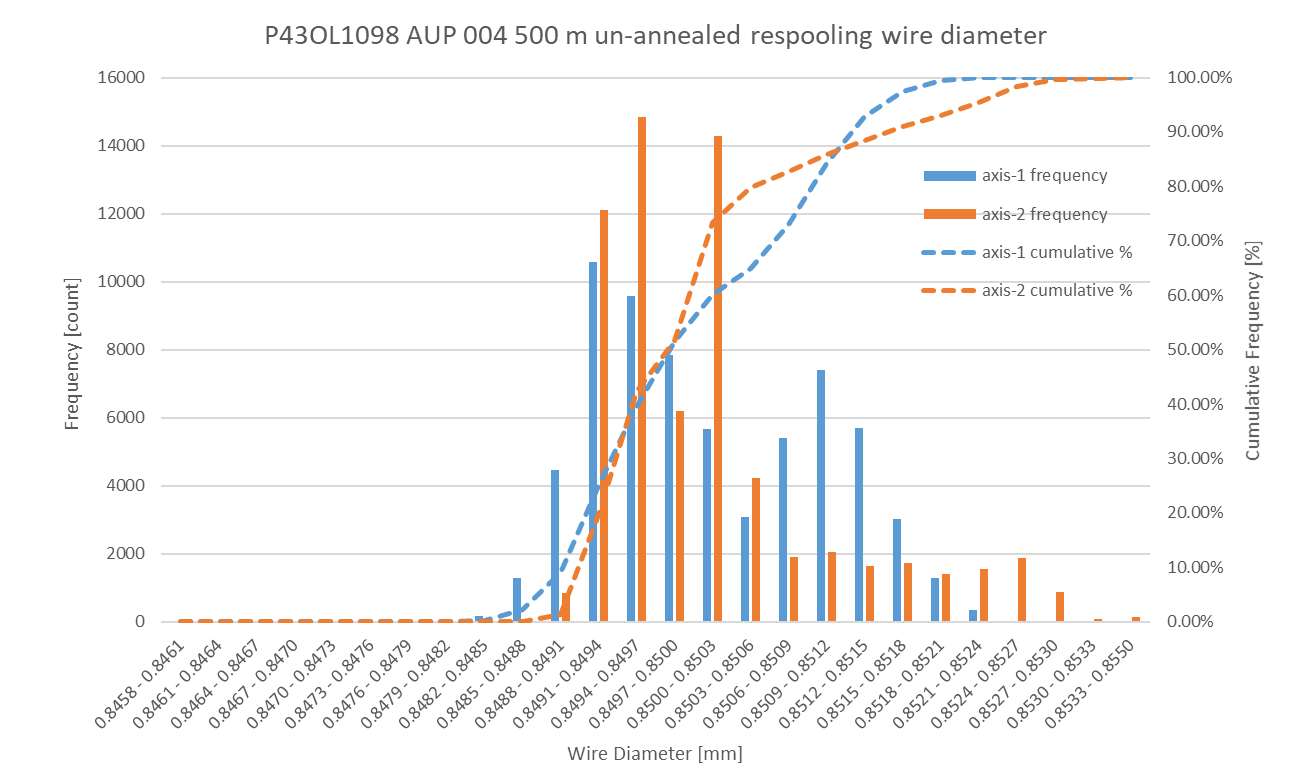 P43OL1098 AUP 004 500 m un-annealed respooling wire diameter
16000
14000
12000
10000
8000
6000
4000
2000
0
Frequency [count]
100.00%
90.00%
80.00%
70.00%
60.00%
50.00%
40.00%
30.00%
20.00%
10.00%
0.00%
Cumulative Frequency [%]
axis-1 frequency
axis-2 frequency
axis-1 cumulative %
axis-2 cumulative %
0.8458 - 0.8461
0.8461 - 0.8464
0.8464 - 0.8467
0.8467 - 0.8470
0.8470 - 0.8473
0.8473 - 0.8476
0.8476 - 0.8479
0.8479 - 0.8482
0.8482 - 0.8485
0.8485 - 0.8488
0.8488 - 0.8491
0.8491 - 0.8494
0.8494 - 0.8497
0.8497 - 0.8500
0.8500 - 0.8503
0.8503 - 0.8506
0.8506 - 0.8509
0.8509 - 0.8512
0.8512 - 0.8515
0.8515 - 0.8518
0.8518 - 0.8521
0.8521 - 0.8524
0.8524 - 0.8527
0.8527 - 0.8530
0.8530 - 0.8533
0.8533 - 0.8550
Wire Diameter [mm]